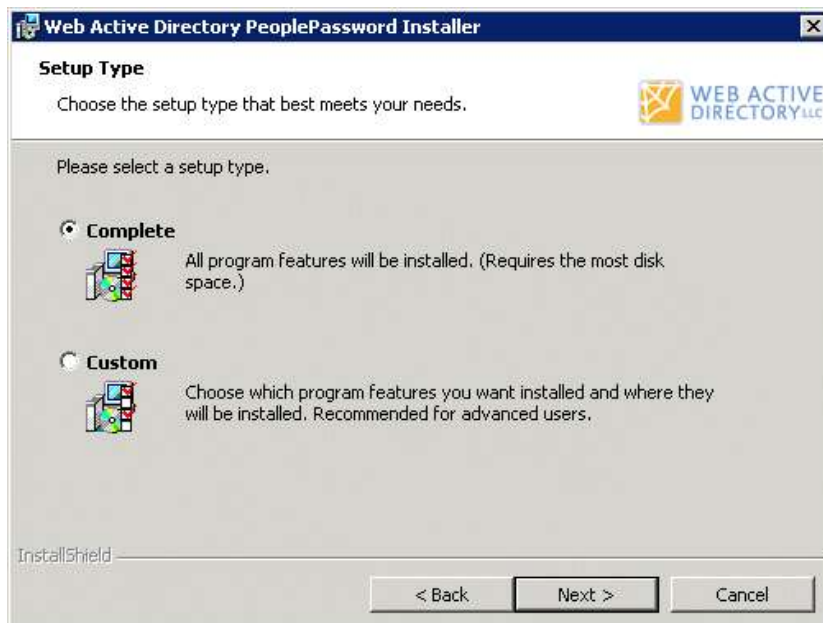 Web Active Directory PeoplePassword Installer
Setup Type
Choose the setup type that best meets your needs.
WEB ACTIVE
DIRECTORY LLC
Please select a setup type.
Complete
All program features will be installed. (Requires the most disk
space.)
Custom
Choose which program features you want installed and where they
will be installed. Recommended for advanced users.
InstallShield
< Back
Next >
Cancel